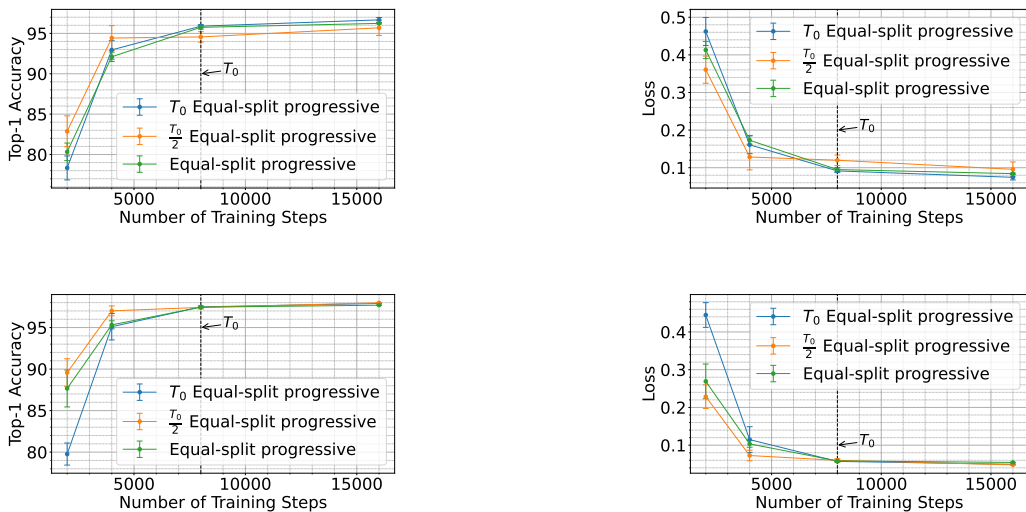 95
90
85
80
Top-1 Accuracy
T₀
T₀ Equal-split progressive
T₀/2 Equal-split progressive
Equal-split progressive
5000 10000 15000
Number of Training Steps
0.5
0.4
0.3
0.2
0.1
Loss
T₀ Equal-split progressive
T₀/2 Equal-split progressive
Equal-split progressive
T₀
5000 10000 15000
Number of Training Steps
95
90
85
80
Top-1 Accuracy
T₀
T₀ Equal-split progressive
T₀/2 Equal-split progressive
Equal-split progressive
5000 10000 15000
Number of Training Steps
0.4
0.3
0.2
0.1
Loss
T₀ Equal-split progressive
T₀/2 Equal-split progressive
Equal-split progressive
T₀
5000 10000 15000
Number of Training Steps